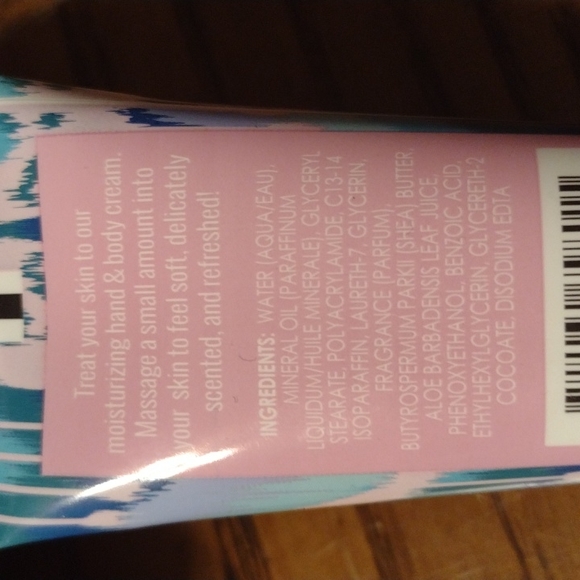 Treat your skin to our
moisturizing hand & body cream.
Massage a small amount into
your skin to feel soft, delicately
scented, and refreshed!
INGREDIENTS: WATER (AQUA/EAU),
MINERAL OIL (PARAFFINUM
LIQUIDUM/HUILE MINERALE), GLYCERYL
STEARATE, POLYACRYLAMIDE, C13-14
ISOPARAFFIN, LAURETH-7, GLYCERIN,
FRAGRANCE (PARFUM),
BUTYROSPERMUM PARKII (SHEA) BUTTER,
ALOE BARBADENSIS LEAF JUICE,
PHENOXYETHANOL, BENZOIC ACID,
ETHYLHEXYLGLYCERIN, GLYCERETH-2
COCOATE, DISODIUM EDTA